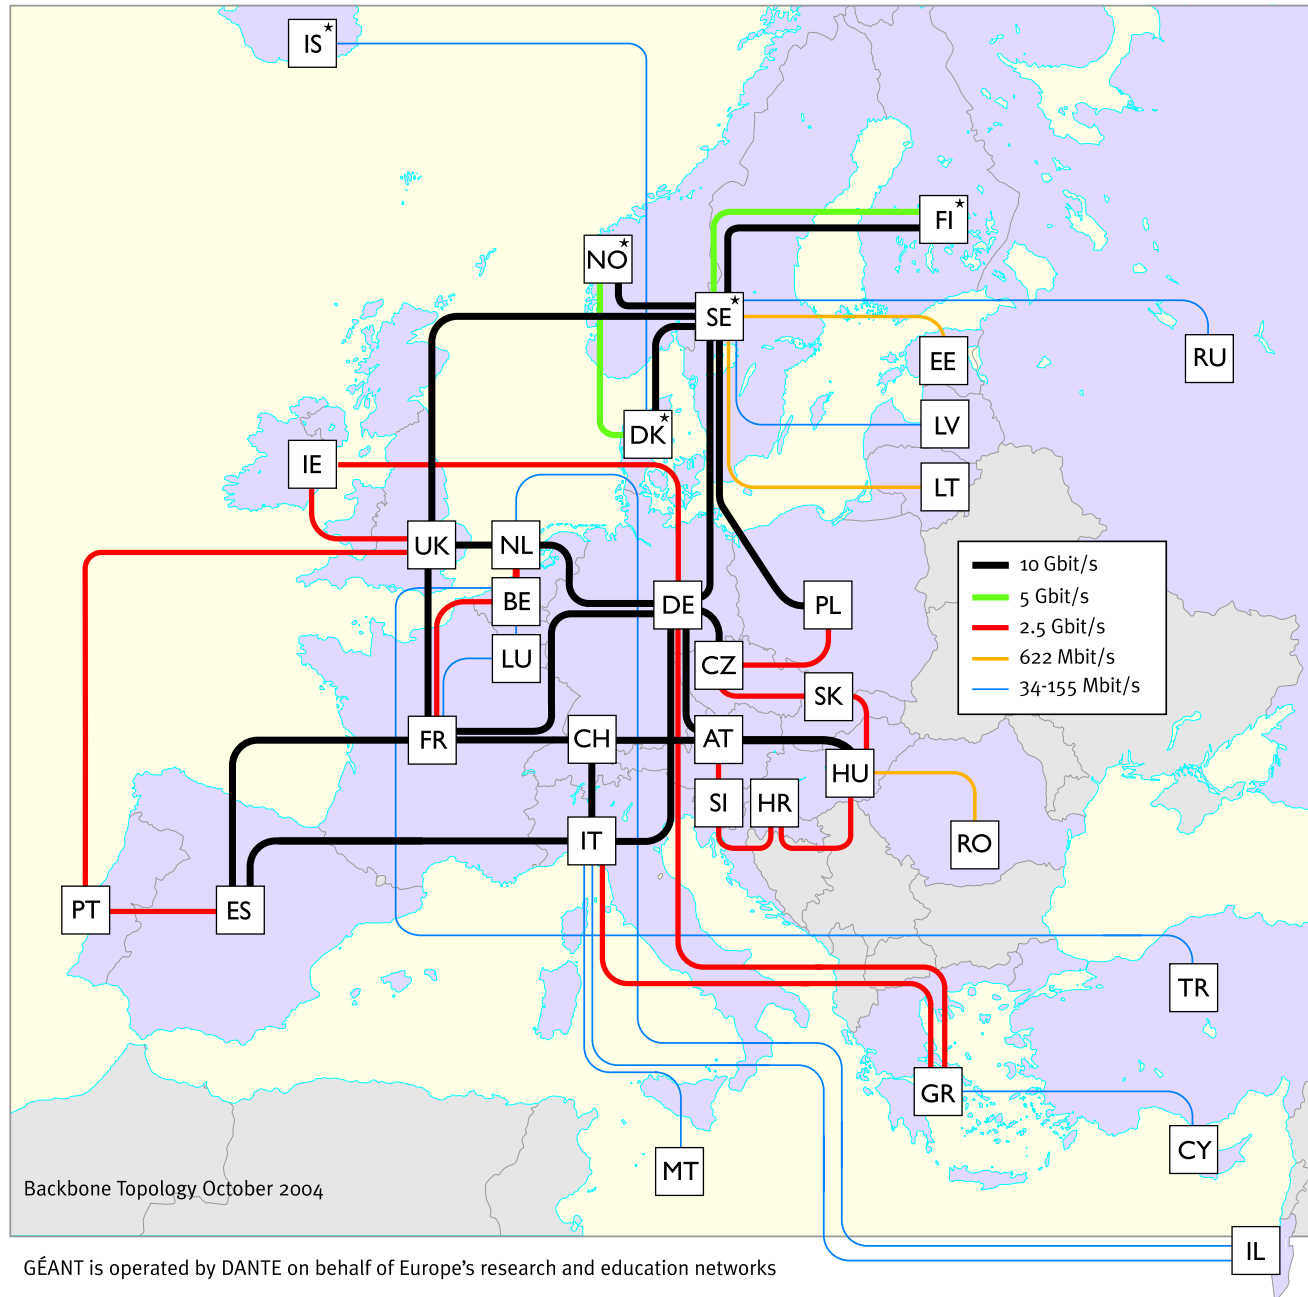 IS*
FI*
NO*
SE*
RU
EE
LV
DK*
LT
IE
UK
NL
10 Gbit/s
5 Gbit/s
2.5 Gbit/s
622 Mbit/s
34-155 Mbit/s
BE
DE
PL
LU
CZ
SK
FR
CH
AT
HU
SI
HR
IT
RO
PT
ES
TR
GR
CY
MT
Backbone Topology October 2004
IL
GÉANT is operated by DANTE on behalf of Europe's research and education networks